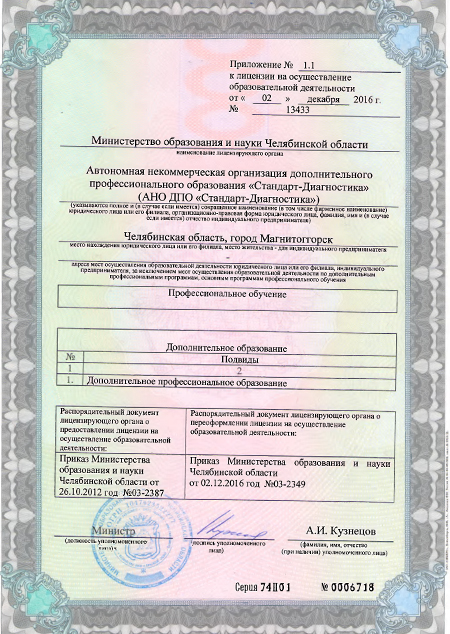 Приложение № 1.1
к лицензии на осуществление
образовательной деятельности
от « 02 » декабря 2016 г.
№ 13433
Министерство образования и науки Челябинской области
наименование лицензирующего органа
Автономная некоммерческая организация дополнительного
профессионального образования «Стандарт-Диагностика»
(АНО ДПО «Стандарт-Диагностика»)
(указываются полное и (в случае если имеется) сокращенное наименование (в том числе фирменное наименование)
юридического лица или его филиала, организационно-правовая форма юридического лица, фамилия, имя и (в случае
если имеется) отчество индивидуального предпринимателя)
Челябинская область, город Магнитогорск
место нахождения юридического лица или его филиала, место жительства - для индивидуального предпринимателя
-
адреса мест осуществления образовательной деятельности юридического лица или его филиала, индивидуального
предпринимателя, за исключением мест осуществления образовательной деятельности по дополнительным
профессиональным программам, основным программам профессионального обучения
Профессиональное обучение
Дополнительное образование
№ Подвиды
1 2
1. Дополнительное профессиональное образование
Распорядительный документ
лицензирующего органа о
предоставлении лицензии на
осуществление образовательной
деятельности:
Распорядительный документ лицензирующего органа о
переоформлении лицензии на осуществление
образовательной деятельности:
Приказ Министерства
образования и науки
Челябинской области от
26.10.2012 год №03-2387
Приказ Министерства образования и науки
Челябинской области
от 02.12.2016 год №03-2349
Министр А.И. Кузнецов
(должность уполномоченного
лица)
(подпись уполномоченного
лица)
(фамилия, имя, отчество)
(при наличии) уполномоченного лица)
Серия 74П01 № 0006718